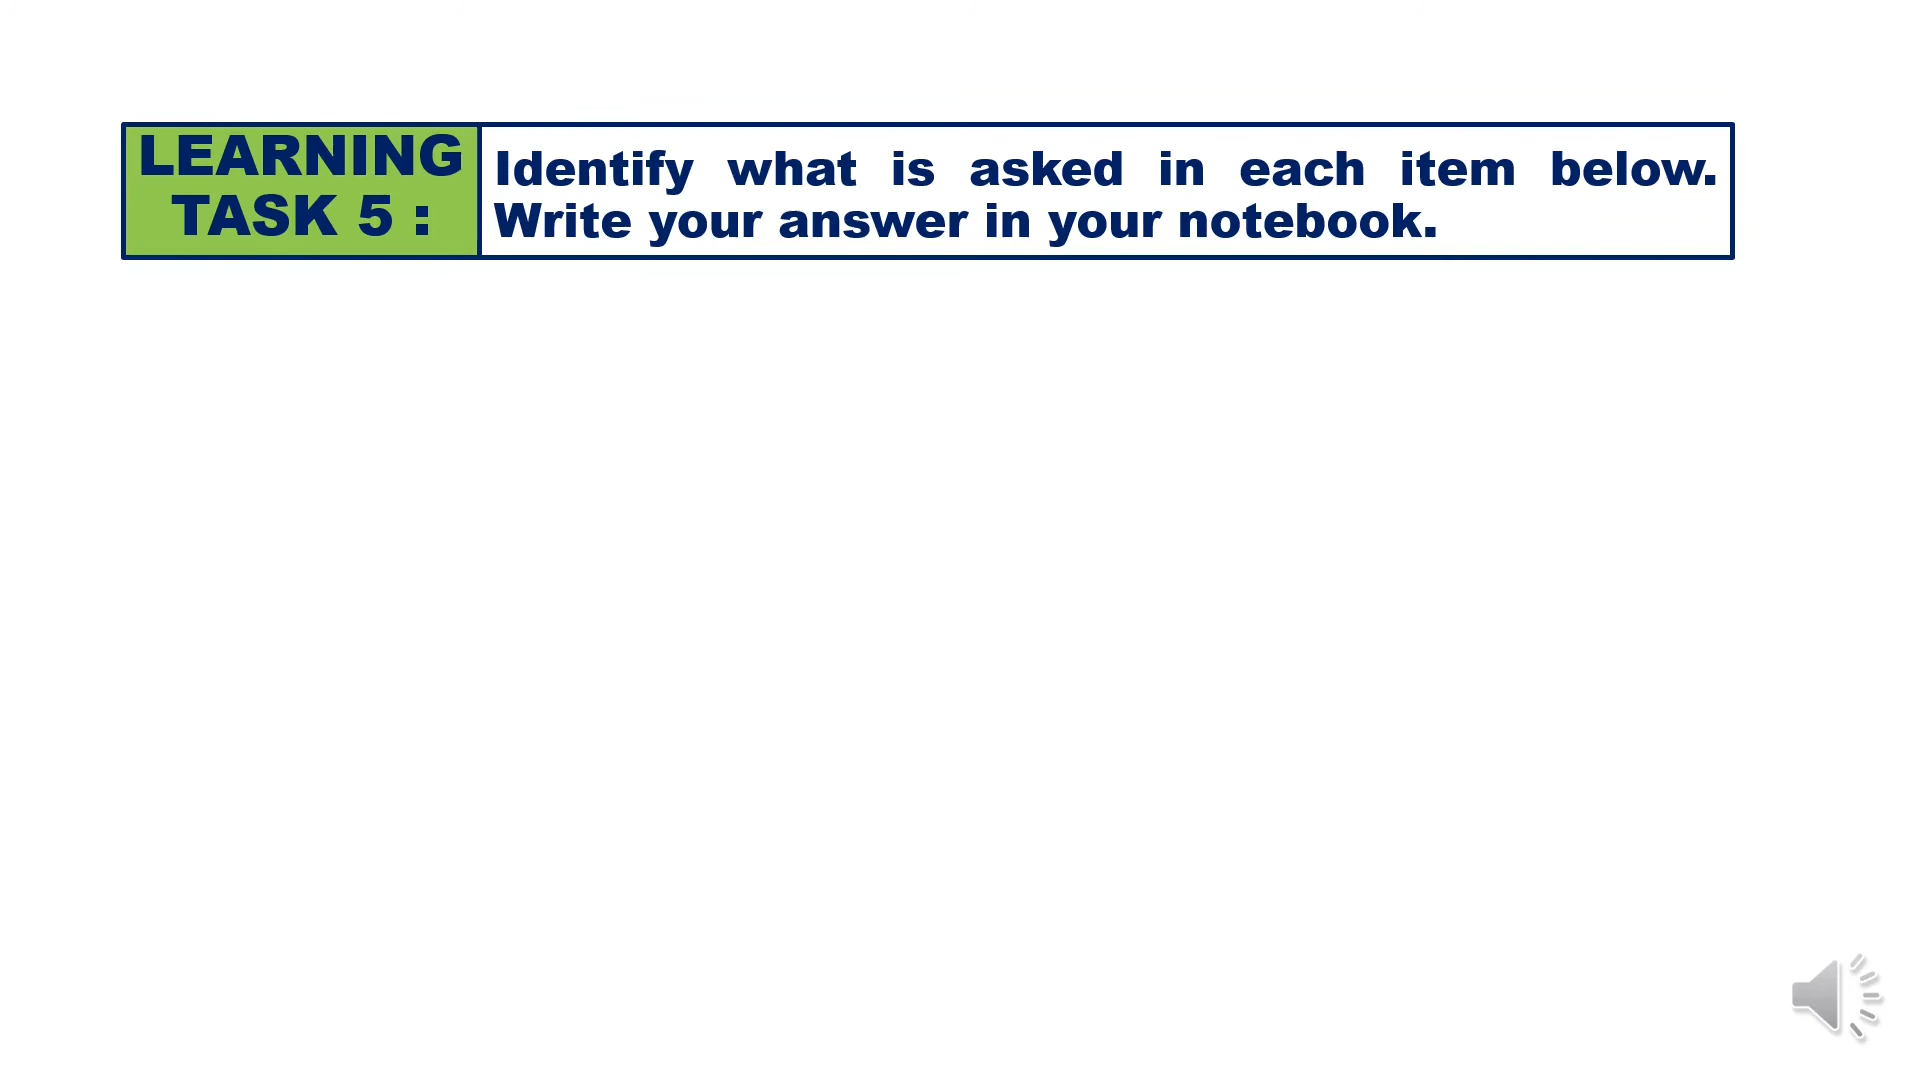 LEARNING
TASK 5 :
Identify what is asked in each item below.
Write your answer in your notebook.